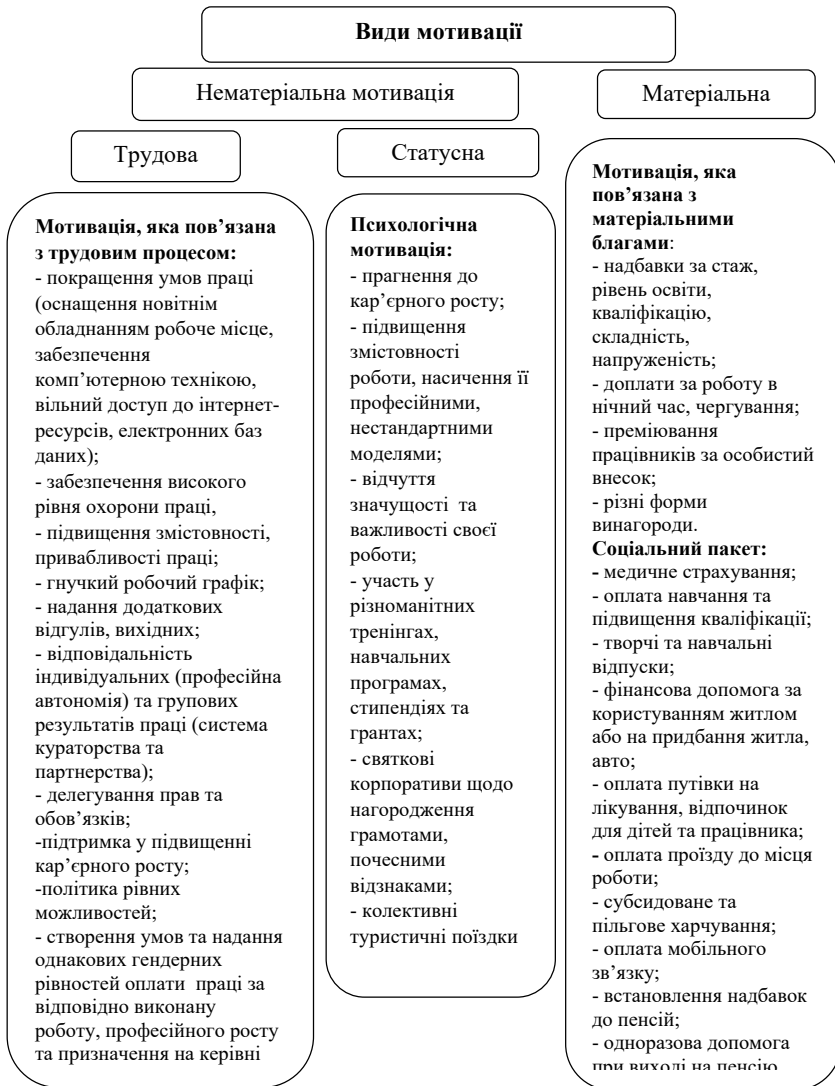 Види мотивації
Нематеріальна мотивація
Матеріальна
Трудова
Статусна
Мотивація, яка пов’язана
з трудовим процесом:
- покращення умов праці
(оснащення новітнім
обладнанням робоче місце,
забезпечення
комп’ютерною технікою,
вільний доступ до інтернет-
ресурсів, електронних баз
даних);
- забезпечення високого
рівня охорони праці,
- підвищення змістовності,
привабливості праці;
- гнучкий робочий графік;
- надання додаткових
відгулів, вихідних;
- відповідальність
індивідуальних (професійна
автономія) та групових
результатів праці (система
кураторства та
партнерства);
- делегування прав та
обов’язків;
-підтримка у підвищенні
кар’єрного росту;
-політика рівних
можливостей;
- створення умов та надання
однакових гендерних
рівностей оплати праці за
відповідно виконану
роботу, професійного росту
та призначення на керівні
Психологічна
мотивація:
- прагнення до
кар’єрного росту;
- підвищення
змістовності
роботи, насичення її
професійними,
нестандартними
моделями;
- відчуття
значущості та
важливості своєї
роботи;
- участь у
різноманітних
тренінгах,
навчальних
програмах,
стипендіях та
грантах;
- святкові
корпоративи щодо
нагородження
грамотами,
почесними
відзнаками;
- колективні
туристичні поїздки
Мотивація, яка
пов’язана з
матеріальними
благами:
- надбавки за стаж,
рівень освіти,
кваліфікацію,
складність,
напруженість;
- доплати за роботу в
нічний час, чергування;
- преміювання
працівників за особистий
внесок;
- різні форми
винагороди.
Соціальний пакет:
- медичне страхування;
- оплата навчання та
підвищення кваліфікації;
- творчі та навчальні
відпуски;
- фінансова допомога за
користуванням житлом
або на придбання житла,
авто;
- оплата путівки на
лікування, відпочинок
для дітей та працівника;
- оплата проїзду до місця
роботи;
- субсидоване та
пільгове харчування;
- оплата мобільного
зв’язку;
- встановлення надбавок
до пенсій;
- одноразова допомога
при виході на пенсію